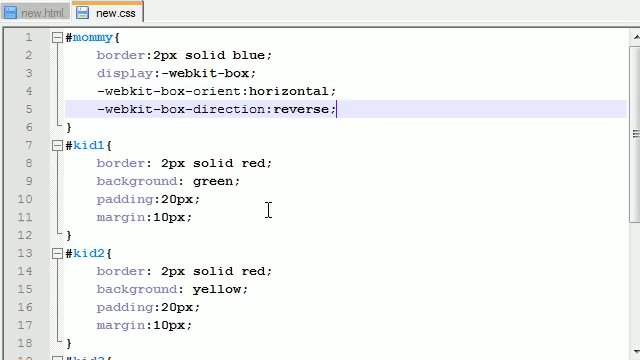 new.html new.css
1 #mommy{
2 border:2px solid blue;
3 display:-webkit-box;
4 -webkit-box-orient:horizontal;
5 -webkit-box-direction:reverse;
6 }
7 #kid1{
8 border: 2px solid red;
9 background: green;
10 padding:20px;
11 margin:10px;
12 }
13 #kid2{
14 border: 2px solid red;
15 background: yellow;
16 padding:20px;
17 margin:10px;
18 }